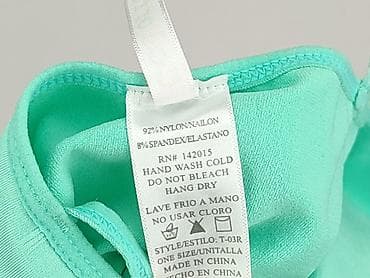 92% NYLON/NAILON
8% SPANDEX/ELASTANO
RN# 142015
HAND WASH COLD
DO NOT BLEACH
HANG DRY
LAVE FRIO A MANO
NO USAR CLORO
STYLE/ESTILO: T-03R
ONE SIZE/UNITALLA
MADE IN CHINA
HECHO EN CHINA